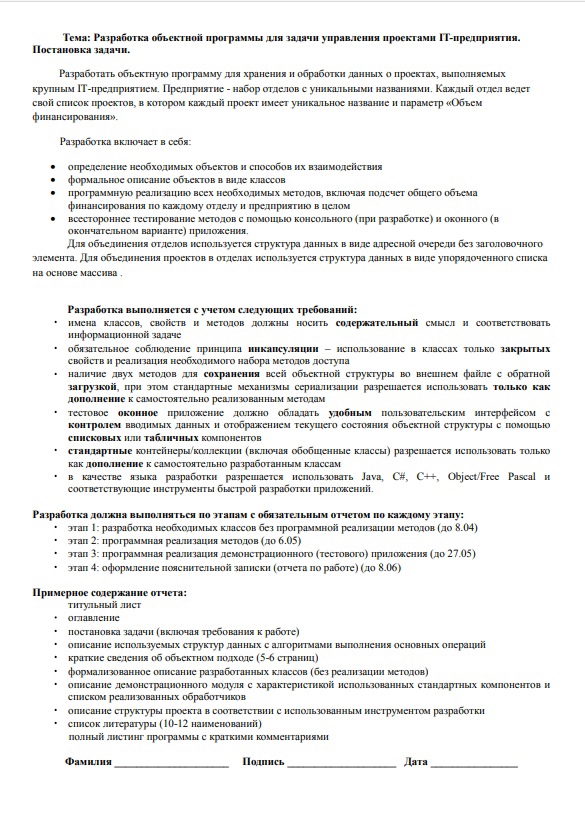 Тема: Разработка объектной программы для задачи управления проектами IT-предприятия.
Постановка задачи.
Разработать объектную программу для хранения и обработки данных о проектах, выполняемых
крупным IT-предприятием. Предприятие - набор отделов с уникальными названиями. Каждый отдел ведет
свой список проектов, в котором каждый проект имеет уникальное название и параметр «Объем
финансирования».
Разработка включает в себя:
• определение необходимых объектов и способов их взаимодействия
• формальное описание объектов в виде классов
• программную реализацию всех необходимых методов, включая подсчет общего объема
финансирования по каждому отделу и предприятию в целом
• всестороннее тестирование методов с помощью консольного (при разработке) и оконного (в
окончательном варианте) приложения.
Для объединения отделов используется структура данных в виде адресной очереди без заголовочного
элемента. Для объединения проектов в отделах используется структура данных в виде упорядоченного списка
на основе массива .
Разработка выполняется с учетом следующих требований:
• имена классов, свойств и методов должны носить содержательный смысл и соответствовать
информационной задаче
• обязательное соблюдение принципа инкапсуляции – использование в классах только закрытых
свойств и реализация необходимого набора методов доступа
• наличие двух методов для сохранения всей объектной структуры во внешнем файле с обратной
загрузкой, при этом стандартные механизмы сериализации разрешается использовать только как
дополнение к самостоятельно реализованным методам
• тестовое оконное приложение должно обладать удобным пользовательским интерфейсом с
контролем вводимых данных и отображением текущего состояния объектной структуры с помощью
списковых или табличных компонентов
• стандартные контейнеры/коллекции (включая обобщенные классы) разрешается использовать только
как дополнение к самостоятельно разработанным классам
• в качестве языка разработки разрешается использовать Java, C#, C++, Object/Free Pascal и
соответствующие инструменты быстрой разработки приложений.
Разработка должна выполняться по этапам с обязательным отчетом по каждому этапу:
• этап 1: разработка необходимых классов без программной реализации методов (до 8.04)
• этап 2: программная реализация методов (до 6.05)
• этап 3: программная реализация демонстрационного (тестового) приложения (до 27.05)
• этап 4: оформление пояснительной записки (отчета по работе) (до 8.06)
Примерное содержание отчета:
титульный лист
• оглавление
• постановка задачи (включая требования к работе)
• описание используемых структур данных с алгоритмами выполнения основных операций
• краткие сведения об объектном подходе (5-6 страниц)
• формализованное описание разработанных классов (без реализации методов)
• описание демонстрационного модуля с характеристикой использованных стандартных компонентов и
списком реализованных обработчиков
• описание структуры проекта в соответствии с использованным инструментом разработки
• список литературы (10-12 наименований)
полный листинг программы с краткими комментариями
Фамилия ____________________ Подпись ___________________ Дата _______________